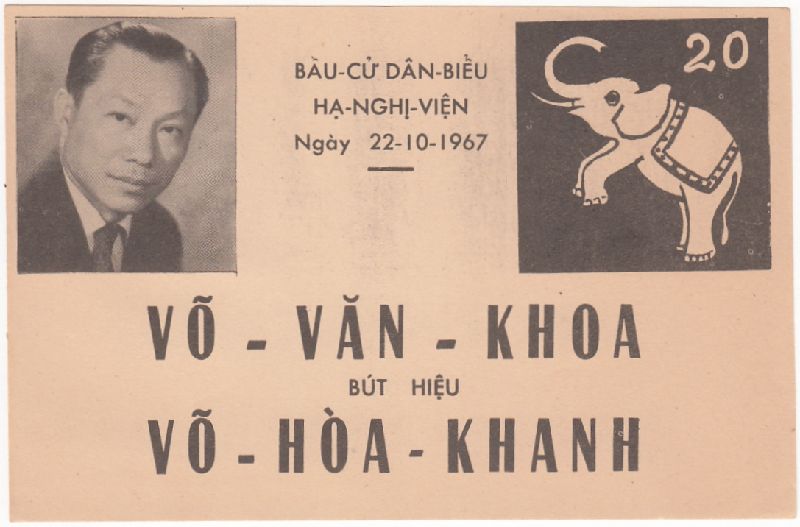 BẦU-CỬ DÂN-BIỂU
HẠ-NGHỊ-VIỆN
Ngày 22-10-1967
20
VÕ - VĂN - KHOA
BÚT HIỆU
VÕ - HÒA - KHANH